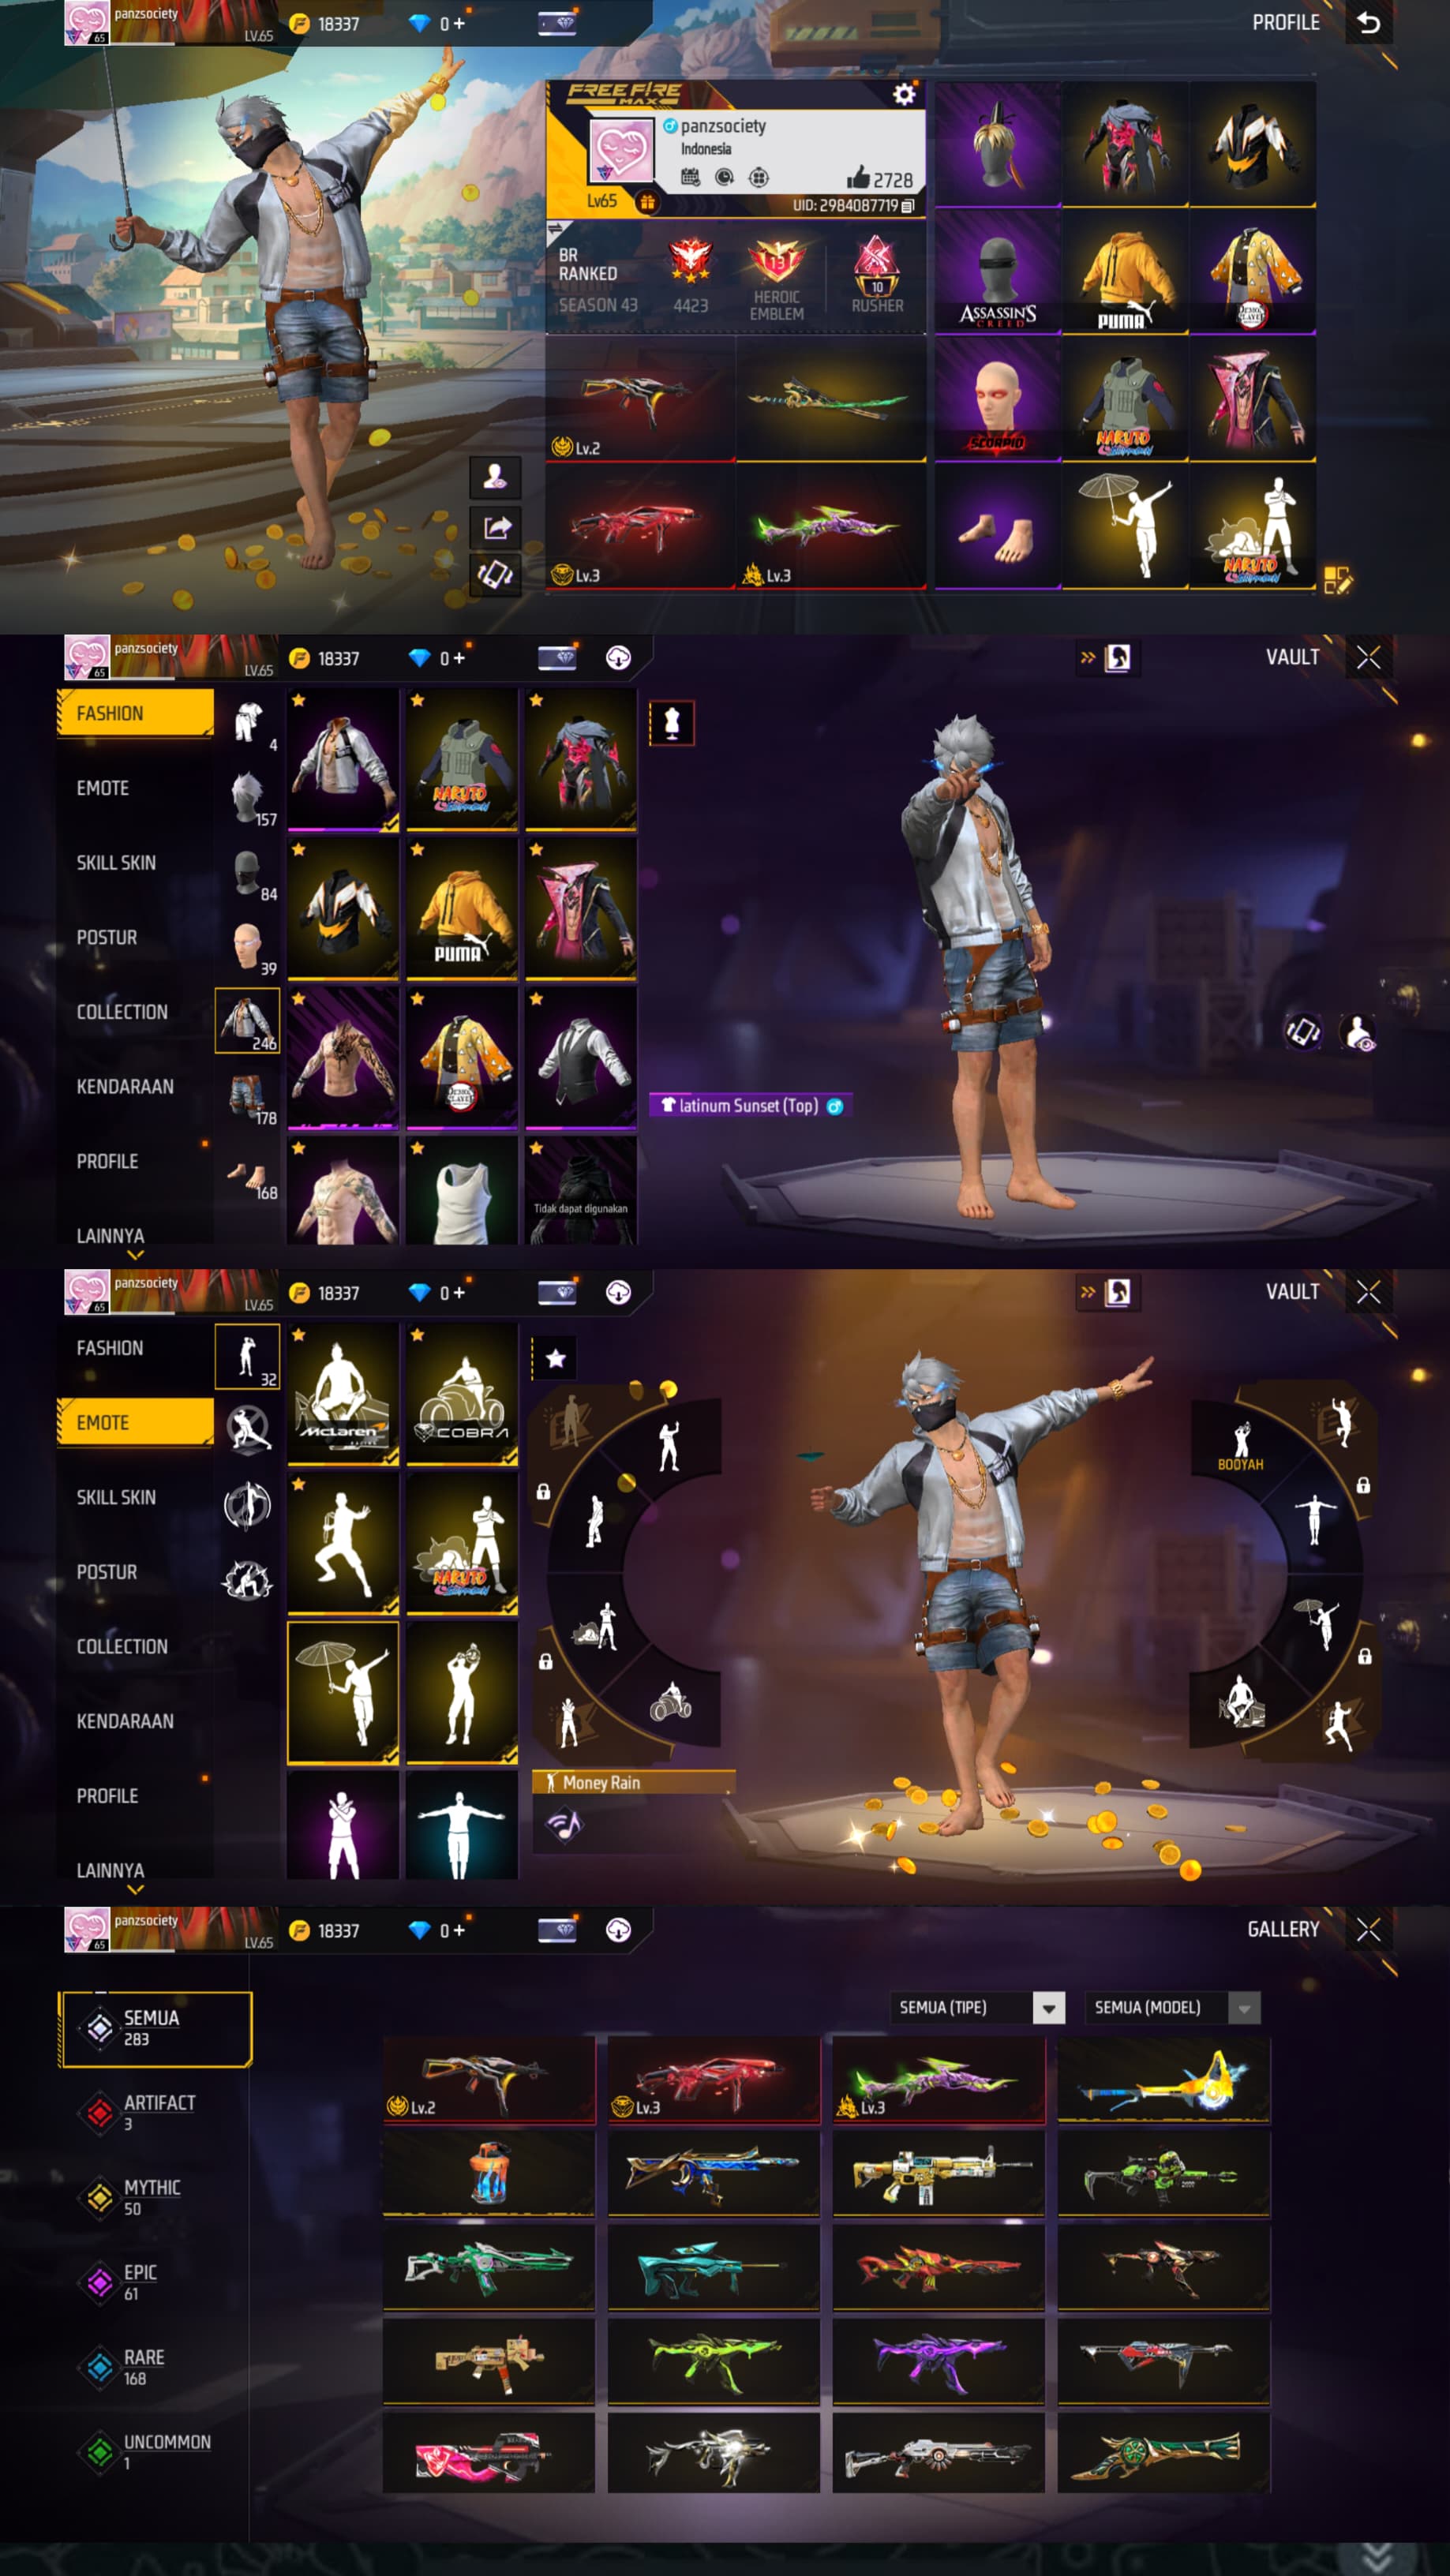 panzsociety
65
LV.65
18337
0 +
PROFILE
FREE FIRE
MAX
panzsociety
Indonesia
2728
Lv65
UID: 2984087719
BR
RANKED
SEASON 43
4423
13
HEROIC
EMBLEM
10
RUSHER
ASSASSIN'S
CREED
PUMA
DEMON
SLAYER
Lv.2
SCORPIO
NARUTO
SHIPPUDEN
Lv.3
Lv.3
NARUTO
SHIPPUDEN
panzsociety
65
LV.65
18337
0 +
VAULT
FASHION
4
EMOTE
157
NARUTO
SHIPPUDEN
SKILL SKIN
84
POSTUR
39
PUMA
COLLECTION
246
KENDARAAN
178
DEMON
SLAYER
latinum Sunset (Top)
PROFILE
168
LAINNYA
Tidak dapat digunakan
panzsociety
65
LV.65
18337
0 +
VAULT
FASHION
32
EMOTE
McLaren
RACING
COBRA
BOOYAH
SKILL SKIN
POSTUR
NARUTO
SHIPPUDEN
COLLECTION
KENDARAAN
PROFILE
Money Rain
LAINNYA
panzsociety
65
LV.65
18337
0 +
GALLERY
SEMUA
283
SEMUA (TIPE)
SEMUA (MODEL)
ARTIFACT
3
Lv.2
Lv.3
Lv.3
MYTHIC
50
EPIC
61
RARE
168
UNCOMMON
1